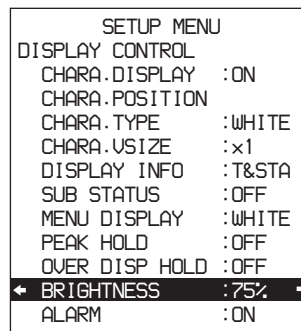 SETUP MENU
DISPLAY CONTROL
CHARA.DISPLAY :ON
CHARA.POSITION
CHARA.TYPE :WHITE
CHARA.VSIZE :x1
DISPLAY INFO :T&STA
SUB STATUS :OFF
MENU DISPLAY :WHITE
PEAK HOLD :OFF
OVER DISP HOLD :OFF
BRIGHTNESS :75%
ALARM :ON